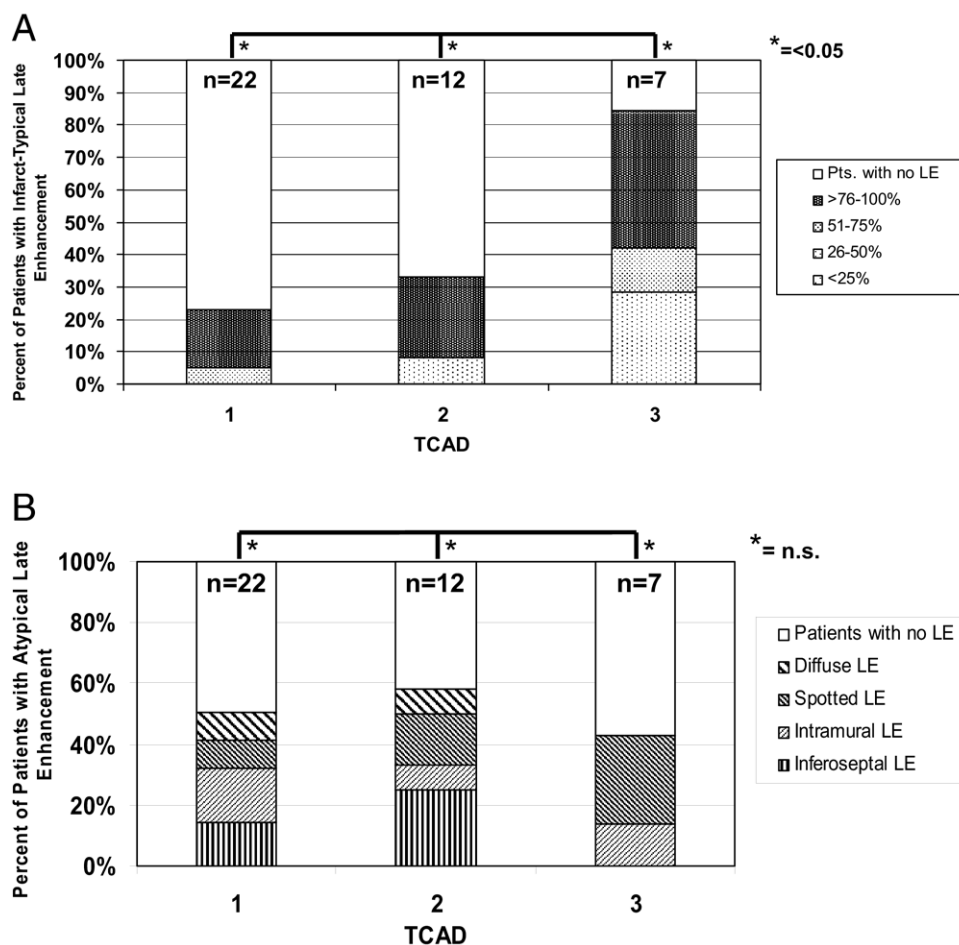 A
* * * *=<0.05
100%
n=22 n=12 n=7
90%
80%
70%
60%
50%
40%
30%
20%
10%
0%
Percent of Patients with Infarct-Typical Late
Enhancement
Pts. with no LE
>76-100%
51-75%
26-50%
<25%
1 2 3
TCAD
B
* * * *= n.s.
100%
n=22 n=12 n=7
80%
60%
40%
20%
0%
Percent of Patients with Atypical Late
Enhancement
Patients with no LE
Diffuse LE
Spotted LE
Intramural LE
Inferoseptal LE
1 2 3
TCAD